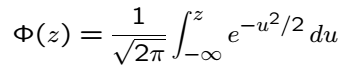 Φ(z) = 1/√2π ∫_{-∞}^{z} e^{-u²/2} du